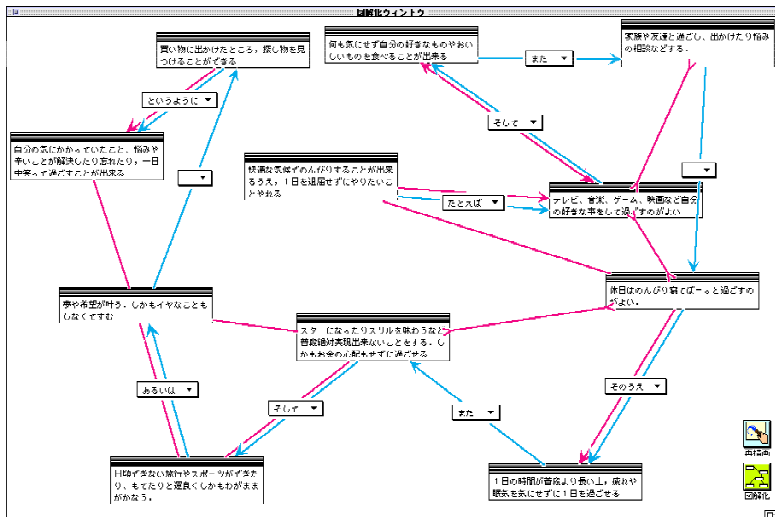 図解化ウィンドウ
買い物に出かけたところ，探し物を見
つけることができる
何も気にせず自分の好きなものやおい
しいものを食べることが出来る
また
家族や友達と過ごし、出かけたり悩み
の相談などする．
というように
そして
自分の気にかかっていたこと、悩みや
辛いことが解決したり忘れたり，一日
中笑って過ごすことが出来る
快適な気候でのんびりすることが出来
るうえ，１日を退屈せずにやりたいこ
とやれる
たとえば
テレビ、音楽、ゲーム、映画など自分
の好きな事をして過ごすのがよい
夢や希望が叶う．しかもイヤなことも
しなくてすむ
休日はのんびり寝てぼーっと過ごすの
がよい．
スターになったりスリルを味わうなど
普段絶対実現出来ないことをする．し
かもお金の心配もせずに過ごせる
あるいは
そして
また
そのうえ
日頃できない旅行やスポーツができた
り、もてたりと運良くしかもわがまま
がかなう．
１日の時間が普段より長い上，疲れや
眠気を気にせずに１日を過ごせる
再描画
図解化